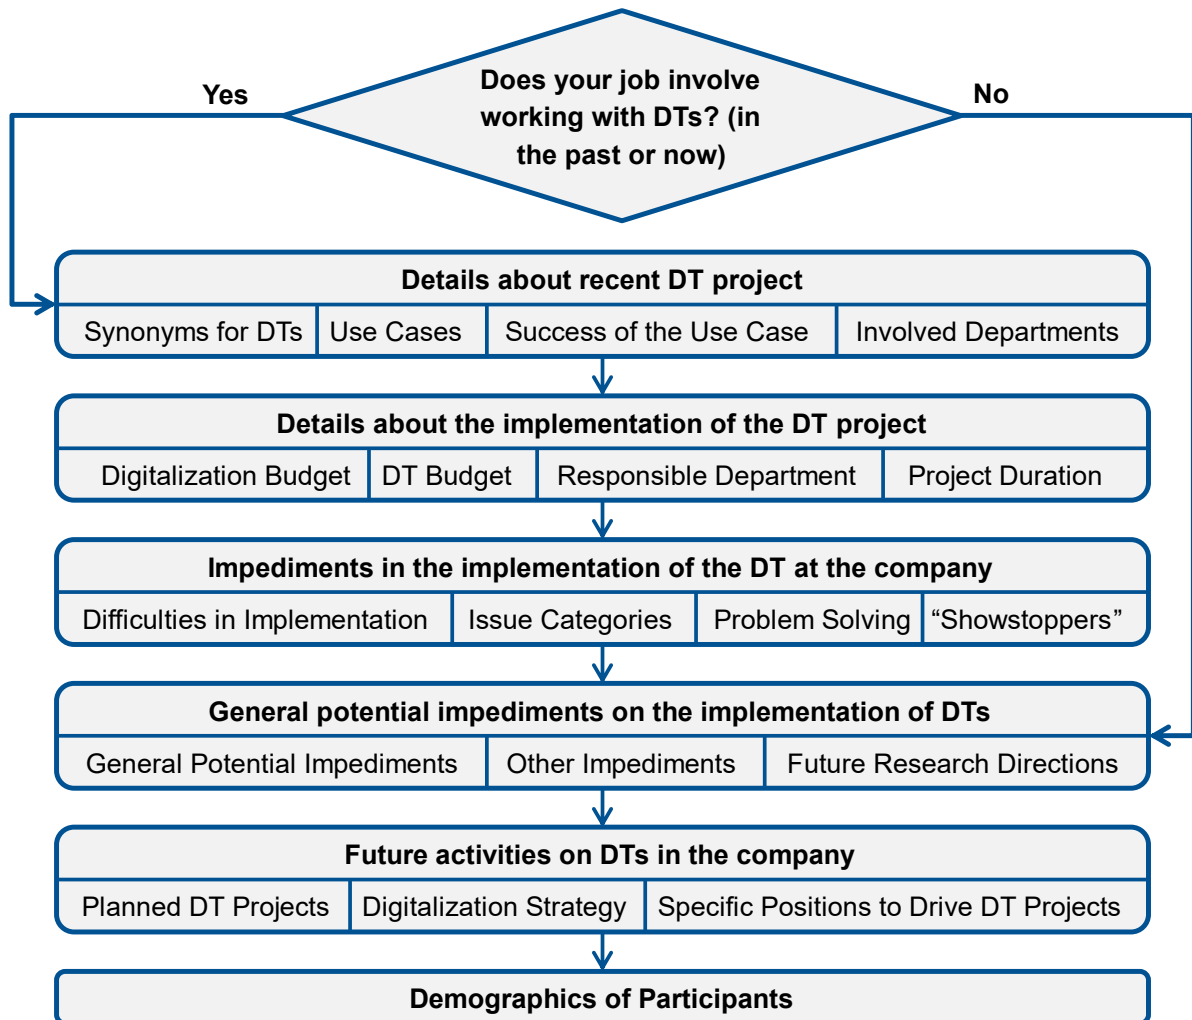 Does your job involve
working with DTs? (in
the past or now)
Yes
No
Details about recent DT project
Synonyms for DTs
Use Cases
Success of the Use Case
Involved Departments
Details about the implementation of the DT project
Digitalization Budget
DT Budget
Responsible Department
Project Duration
Impediments in the implementation of the DT at the company
Difficulties in Implementation
Issue Categories
Problem Solving
“Showstoppers”
General potential impediments on the implementation of DTs
General Potential Impediments
Other Impediments
Future Research Directions
Future activities on DTs in the company
Planned DT Projects
Digitalization Strategy
Specific Positions to Drive DT Projects
Demographics of Participants